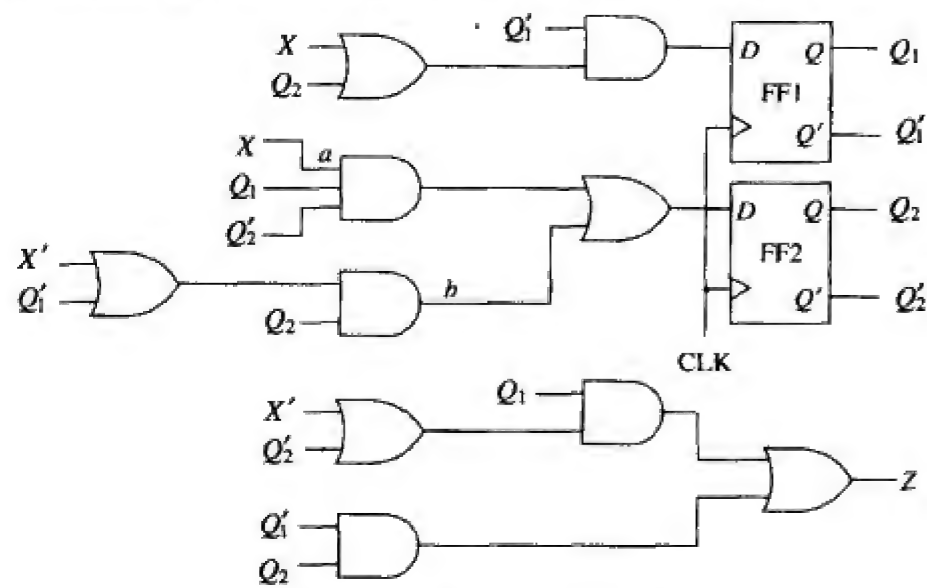 X
Q2
Q1′
D Q Q1
FF1
Q′ Q1′
X
a
Q1
Q2′
D Q Q2
FF2
Q′ Q2′
X′
Q1′
b
Q2
CLK
X′
Q2′
Q1
Z
Q1′
Q2